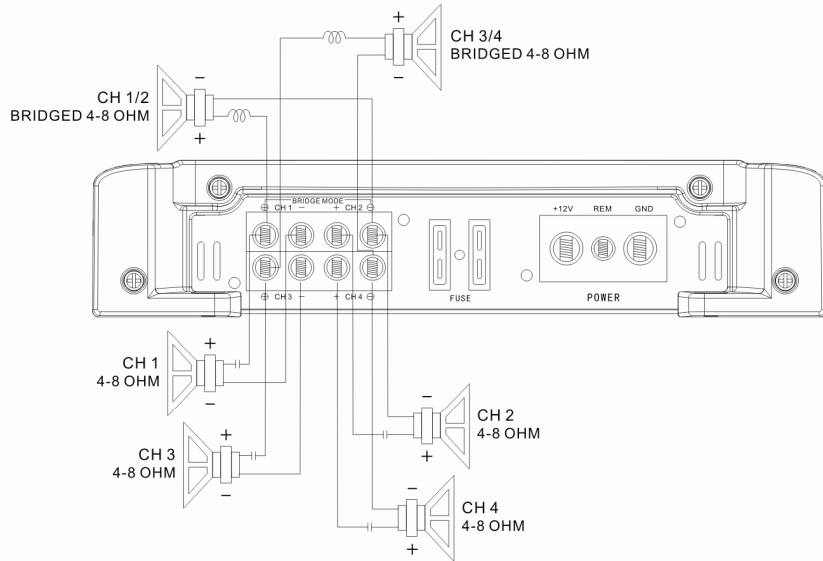 +
CH 3/4
BRIDGED 4-8 OHM
−
−
CH 1/2
BRIDGED 4-8 OHM
+
BRIDGE MODE
⊕ CH 1 − + CH 2 ⊖
+12V REM GND
⊕ CH 3 − + CH 4 ⊖
FUSE
POWER
+
CH 1
4-8 OHM
−
−
CH 2
4-8 OHM
+
+
CH 3
4-8 OHM
−
−
CH 4
4-8 OHM
+